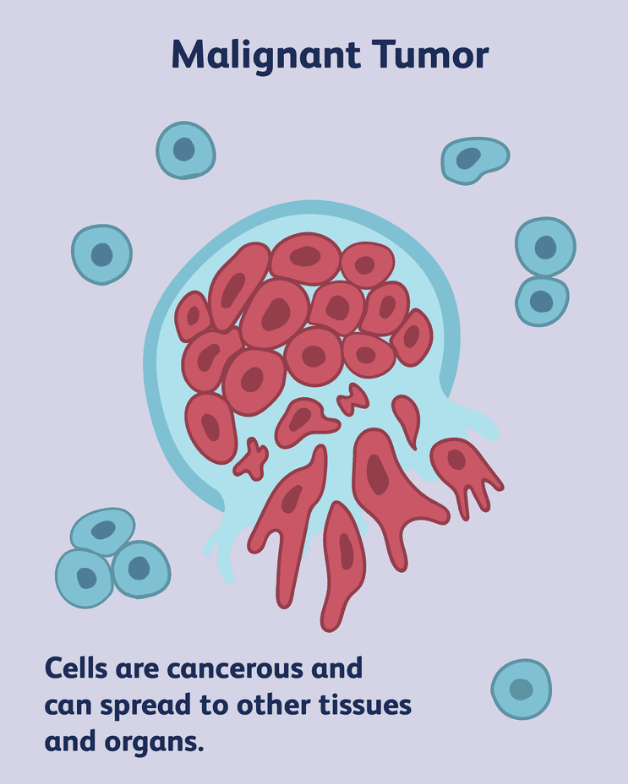 Malignant Tumor
Cells are cancerous and
can spread to other tissues
and organs.